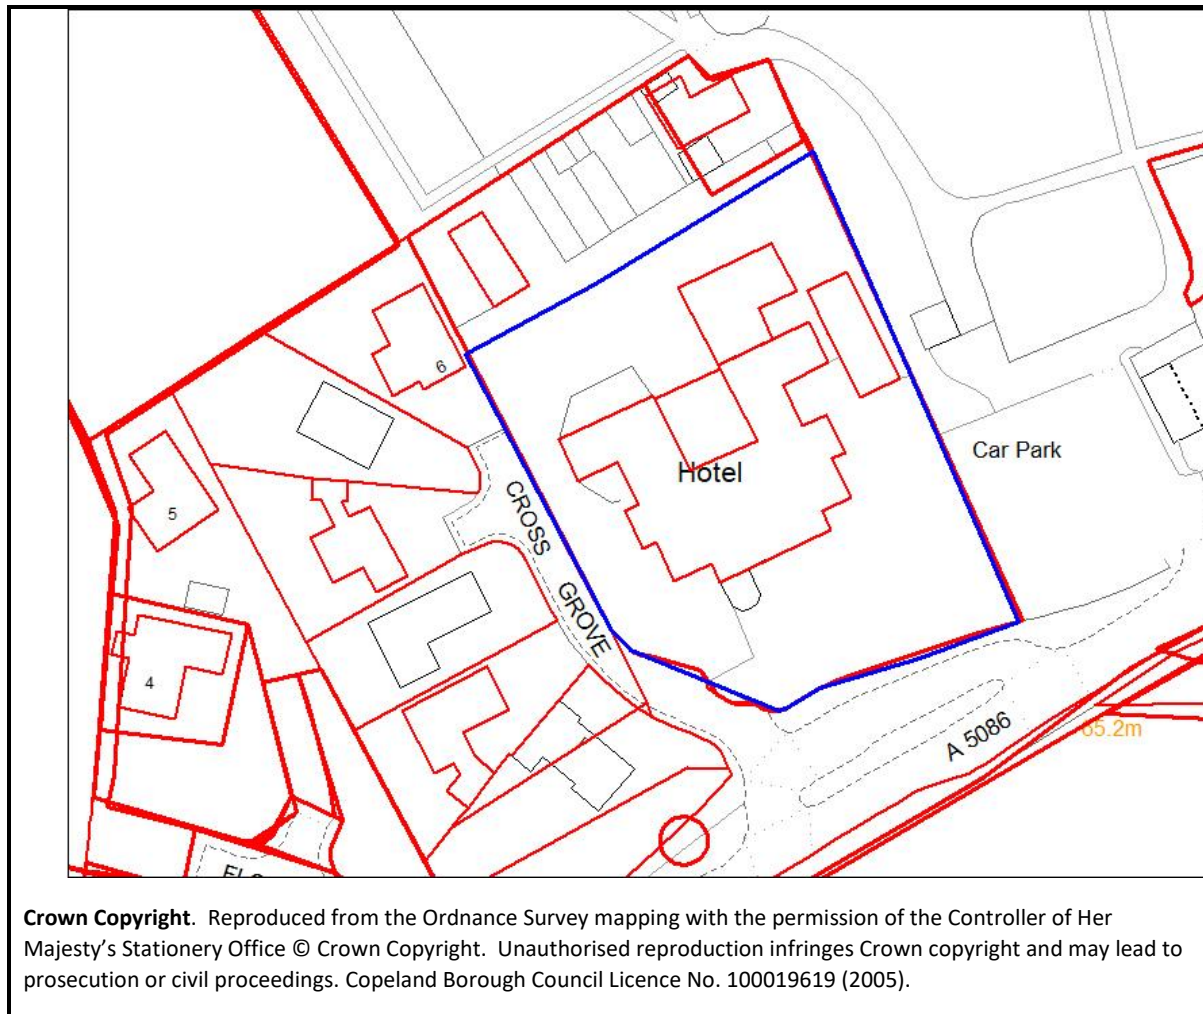 6
5
CROSS
GROVE
Hotel
Car Park
4
A 5086
65.2m
Crown Copyright. Reproduced from the Ordnance Survey mapping with the permission of the Controller of Her
Majesty's Stationery Office © Crown Copyright. Unauthorised reproduction infringes Crown copyright and may lead to
prosecution or civil proceedings. Copeland Borough Council Licence No. 100019619 (2005).